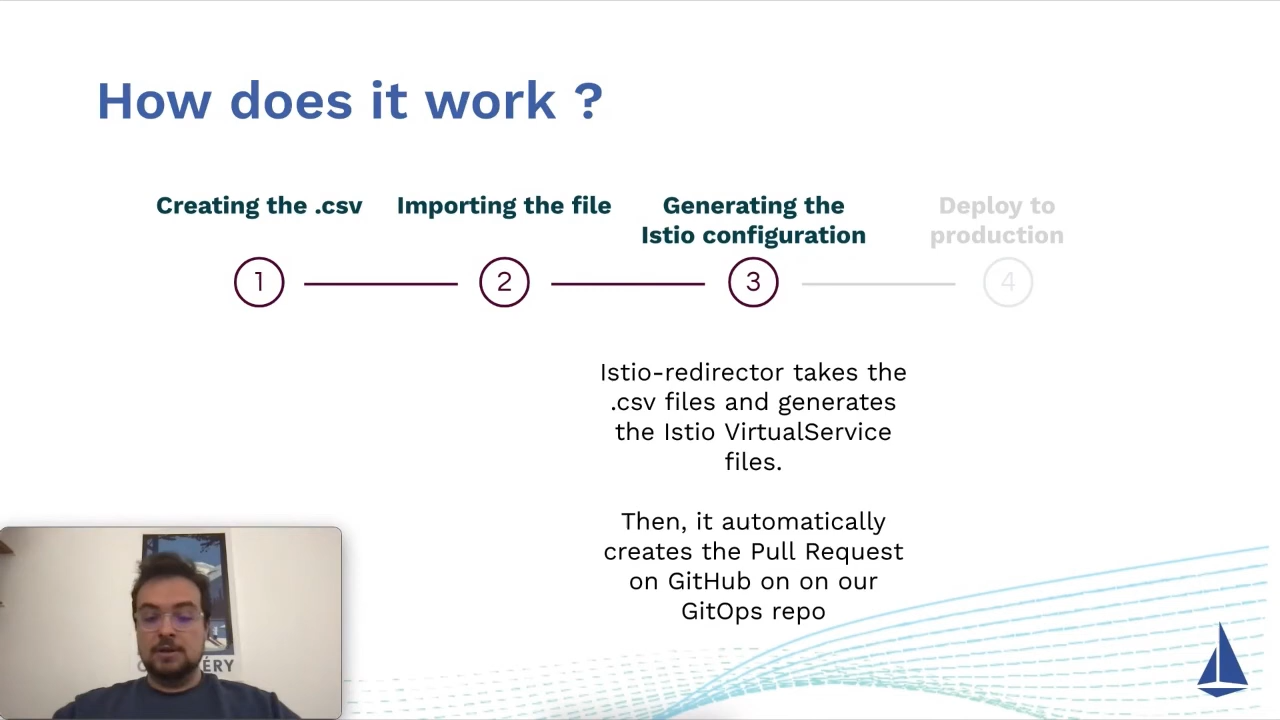 How does it work ?
Creating the .csv
Importing the file
Generating the
Istio configuration
Deploy to
production
1
2
3
4
Istio-redirector takes the
.csv files and generates
the Istio VirtualService
files.
Then, it automatically
creates the Pull Request
on GitHub on on our
GitOps repo
ÉRY